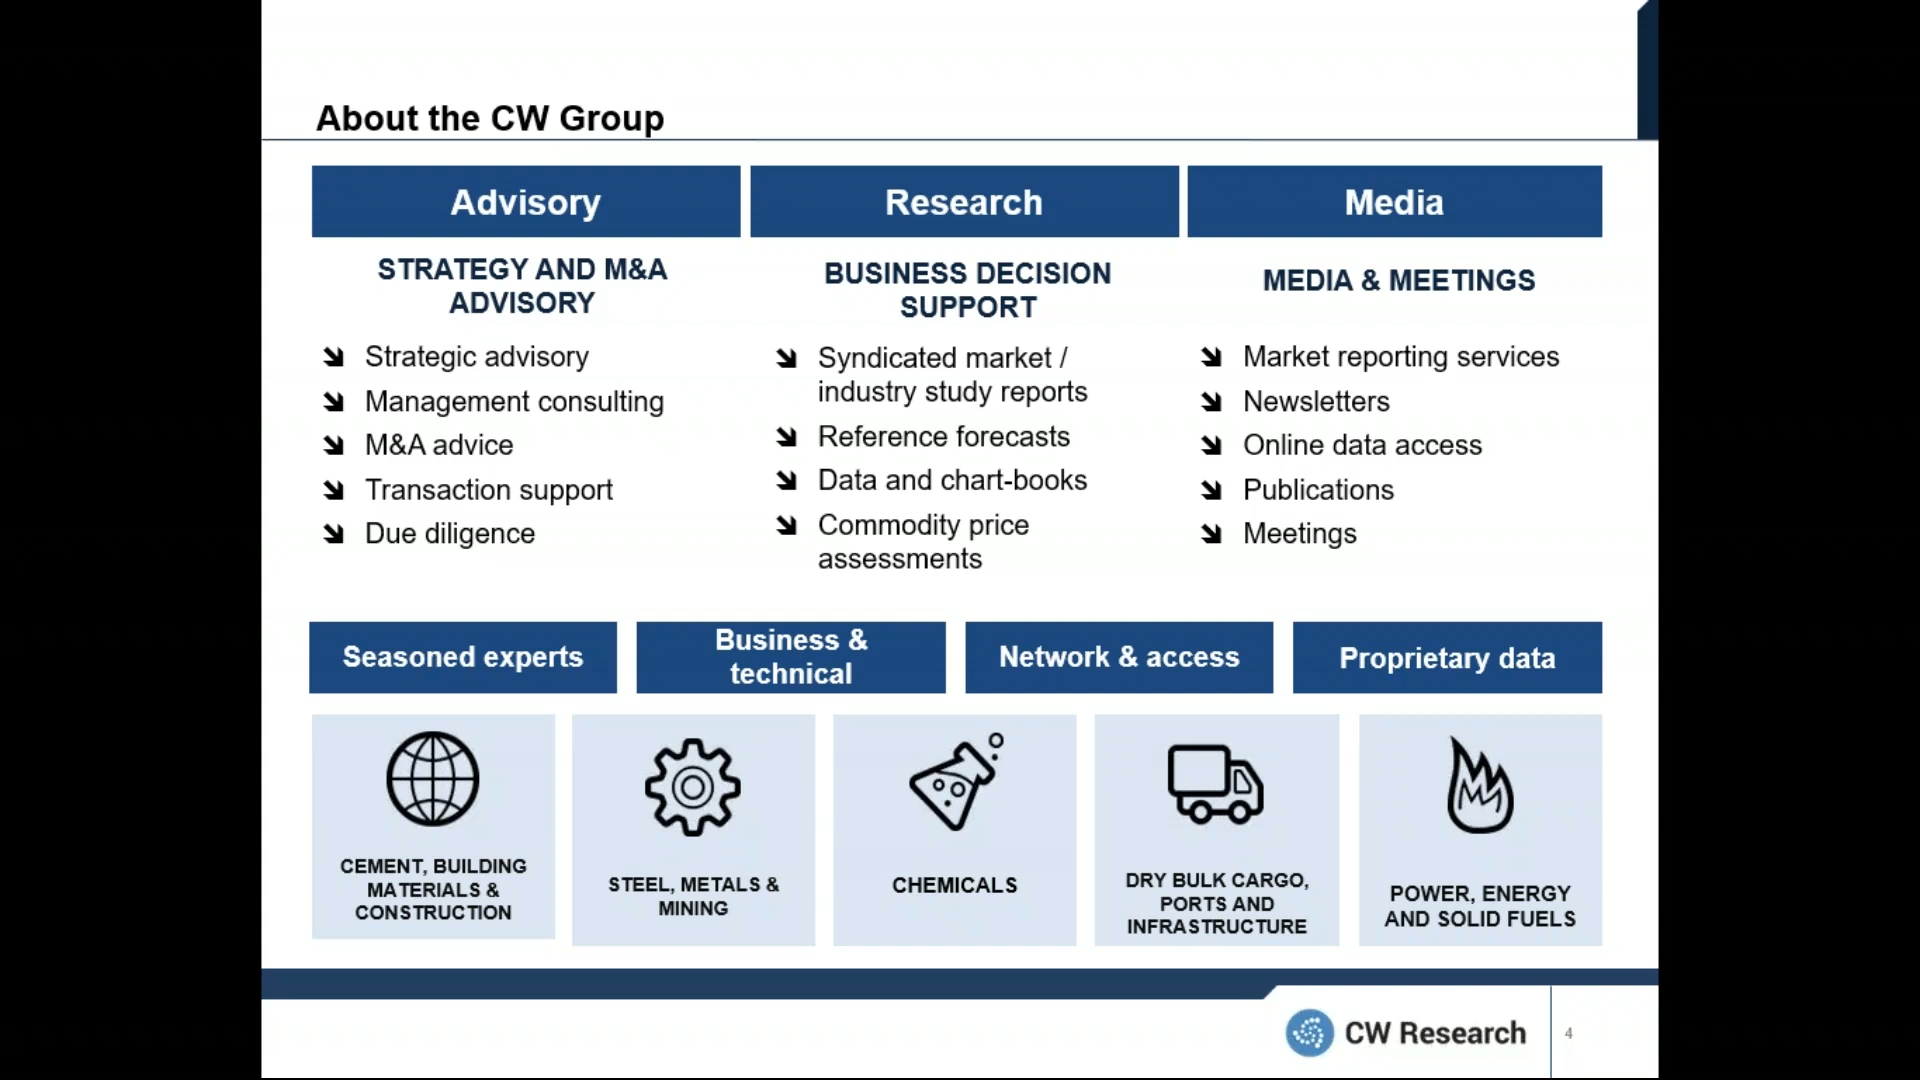 About the CW Group
Advisory
Research
Media
STRATEGY AND M&A
ADVISORY
BUSINESS DECISION
SUPPORT
MEDIA & MEETINGS
Strategic advisory
Management consulting
M&A advice
Transaction support
Due diligence
Syndicated market /
industry study reports
Reference forecasts
Data and chart-books
Commodity price
assessments
Market reporting services
Newsletters
Online data access
Publications
Meetings
Seasoned experts
Business &
technical
Network & access
Proprietary data
CEMENT, BUILDING
MATERIALS &
CONSTRUCTION
STEEL, METALS &
MINING
CHEMICALS
DRY BULK CARGO,
PORTS AND
INFRASTRUCTURE
POWER, ENERGY
AND SOLID FUELS
CW Research
4